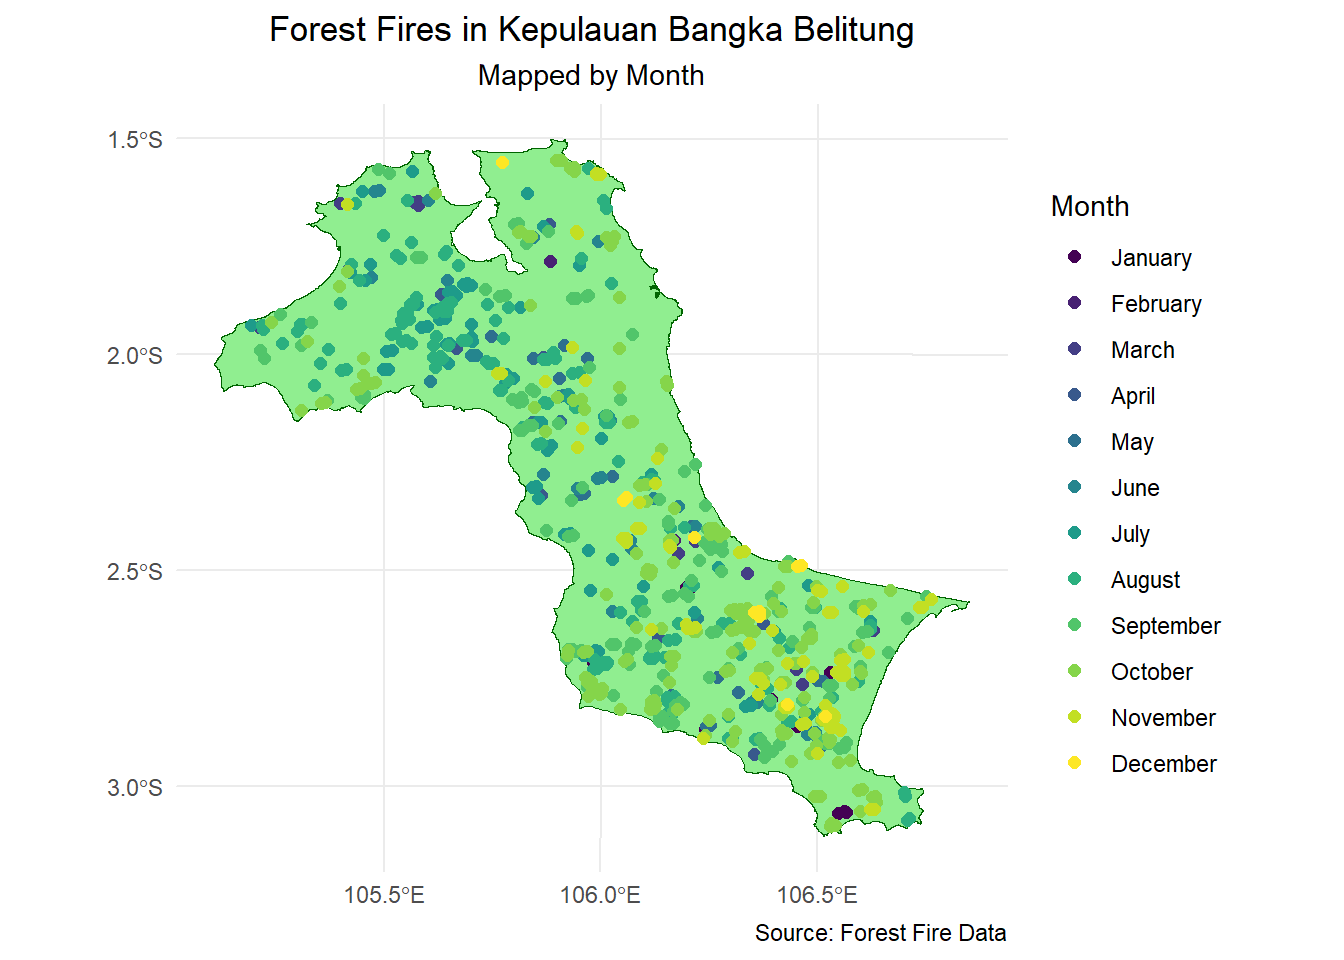 Forest Fires in Kepulauan Bangka Belitung
Mapped by Month
1.5°S
2.0°S
2.5°S
3.0°S
105.5°E
106.0°E
106.5°E
Month
January
February
March
April
May
June
July
August
September
October
November
December
Source: Forest Fire Data